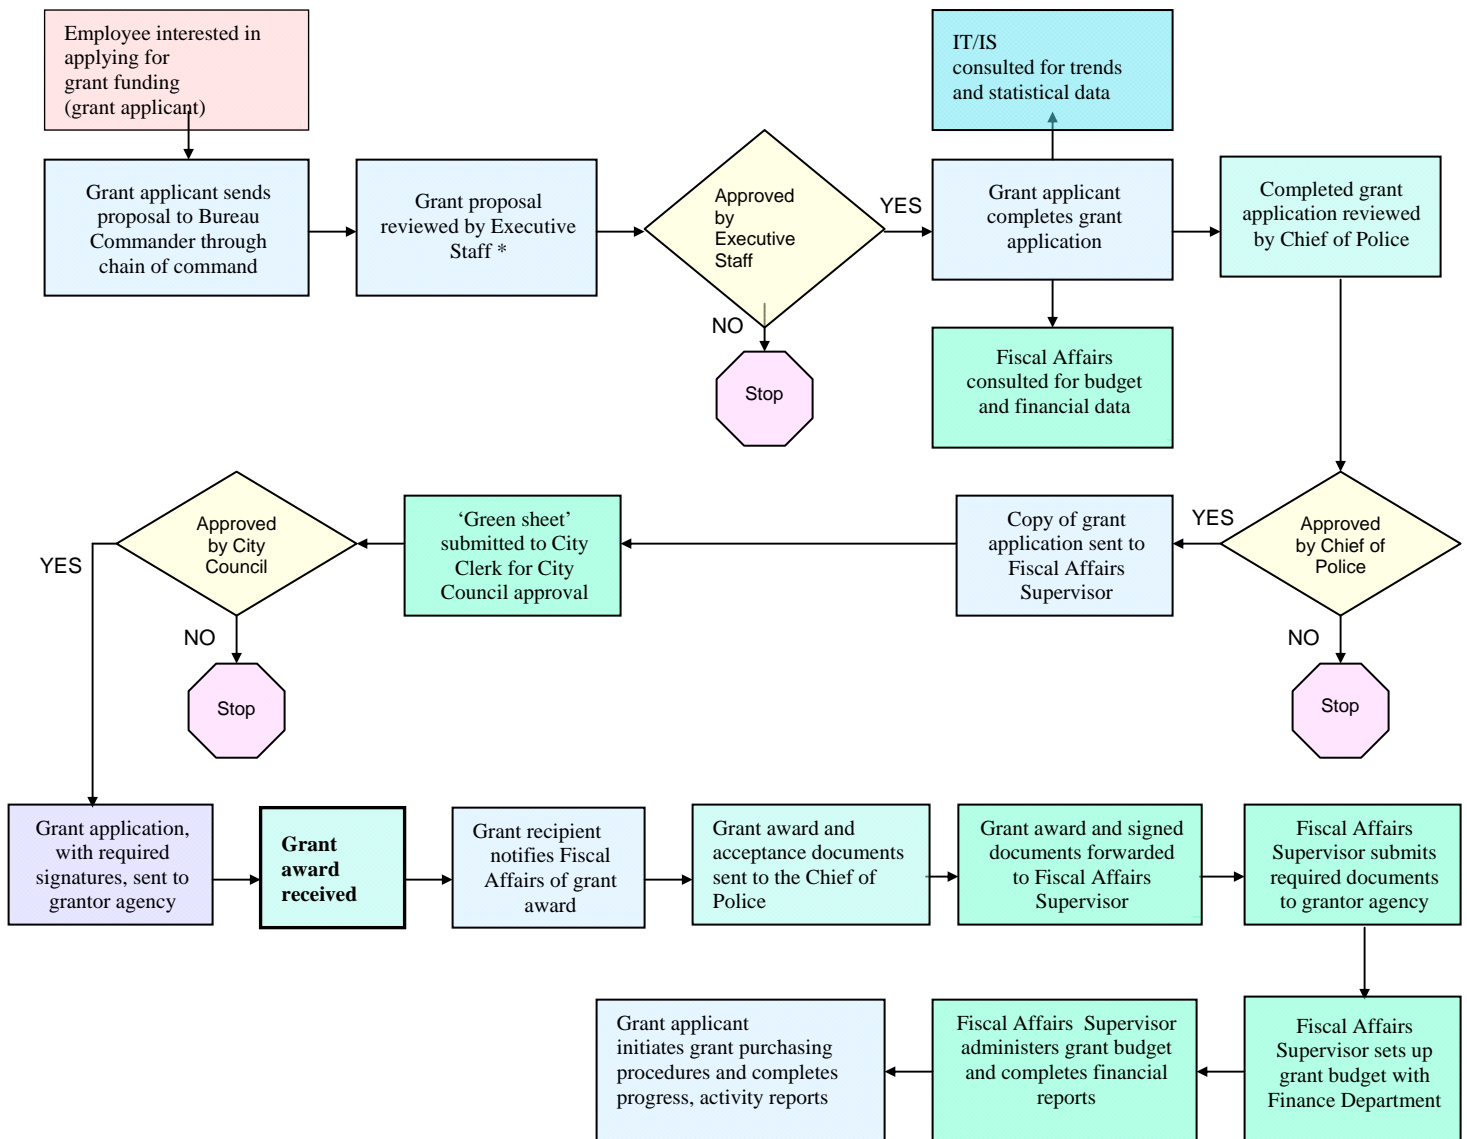 Employee interested in
applying for
grant funding
(grant applicant)
IT/IS
consulted for trends
and statistical data
Grant applicant sends
proposal to Bureau
Commander through
chain of command
Grant proposal
reviewed by Executive
Staff *
Approved
by
Executive
Staff
YES
NO
Stop
Grant applicant
completes grant
application
Completed grant
application reviewed
by Chief of Police
Fiscal Affairs
consulted for budget
and financial data
Approved
by Chief of
Police
YES
NO
Stop
Copy of grant
application sent to
Fiscal Affairs
Supervisor
‘Green sheet’
submitted to City
Clerk for City
Council approval
Approved
by City
Council
YES
NO
Stop
Grant application,
with required
signatures, sent to
grantor agency
Grant
award
received
Grant recipient
notifies Fiscal
Affairs of grant
award
Grant award and
acceptance documents
sent to the Chief of
Police
Grant award and signed
documents forwarded
to Fiscal Affairs
Supervisor
Fiscal Affairs
Supervisor submits
required documents
to grantor agency
Fiscal Affairs
Supervisor sets up
grant budget with
Finance Department
Fiscal Affairs Supervisor
administers grant budget
and completes financial
reports
Grant applicant
initiates grant purchasing
procedures and completes
progress, activity reports